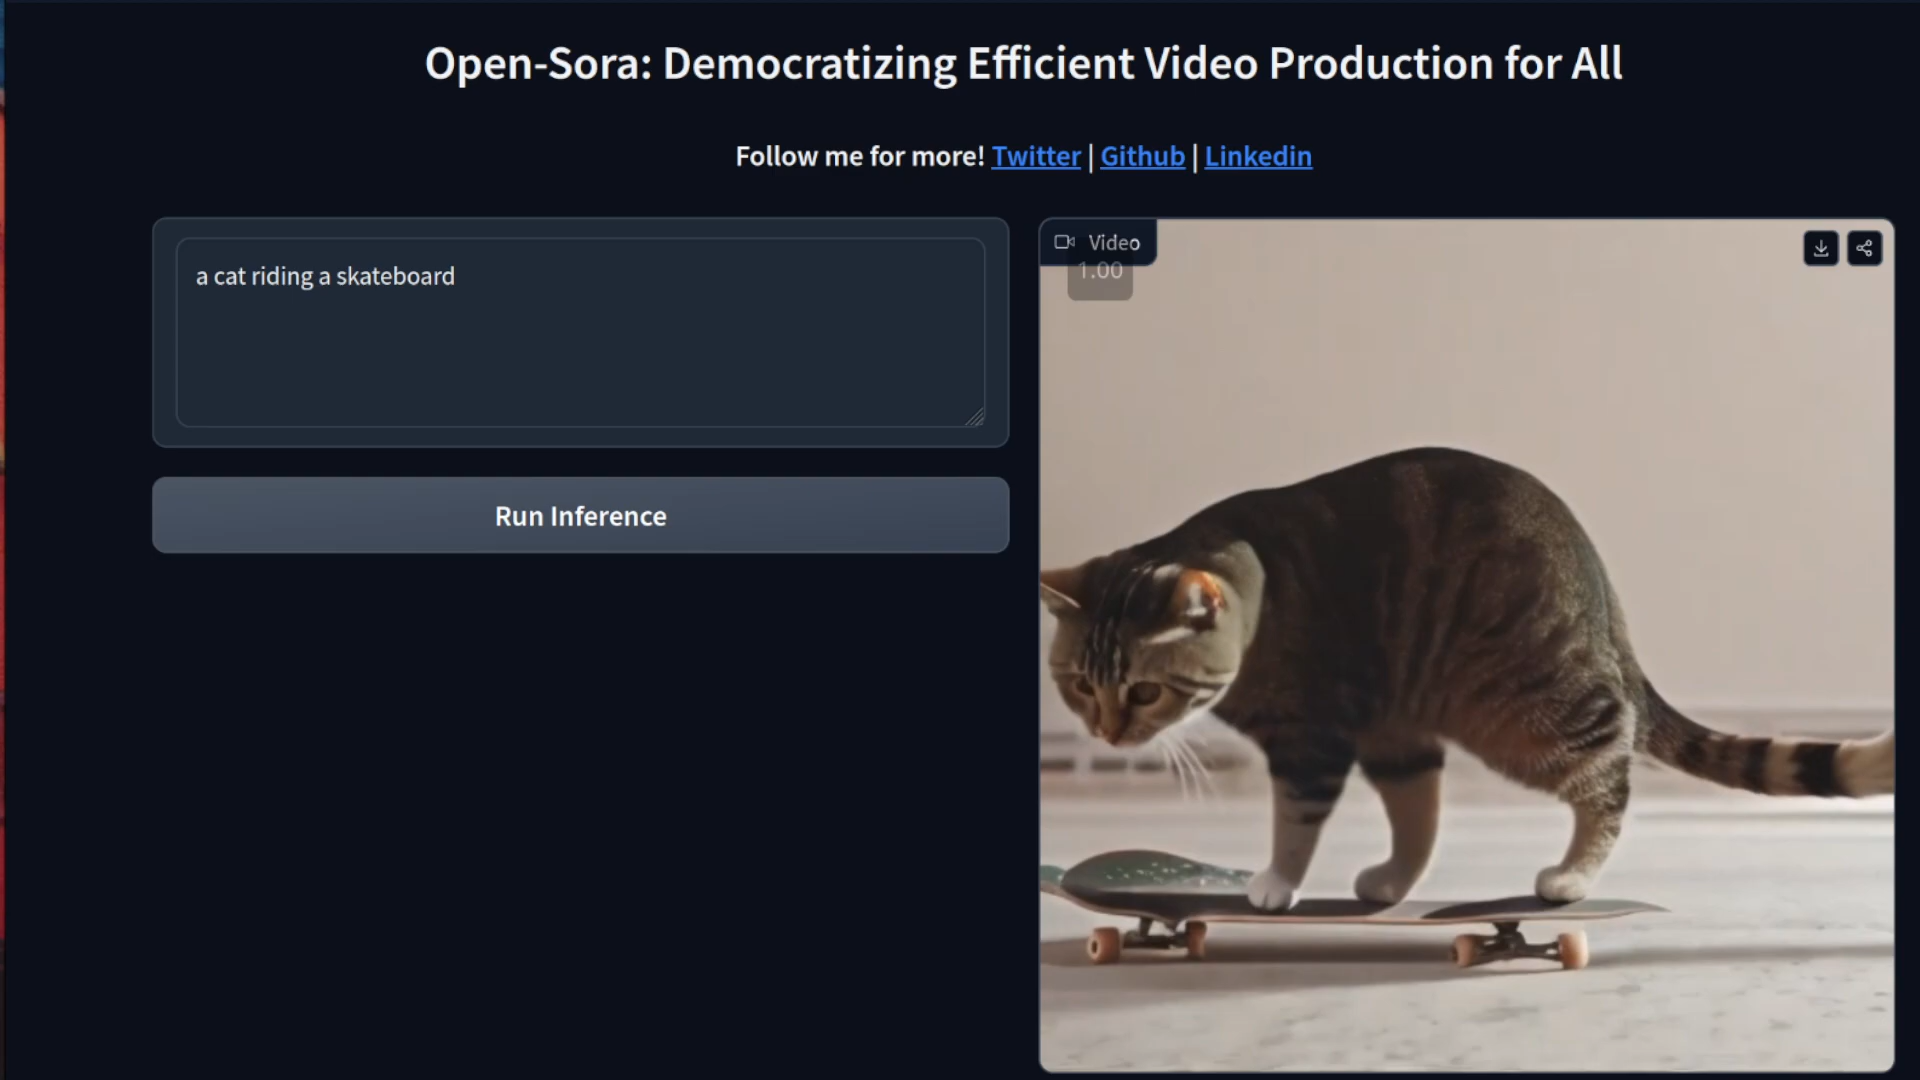 Open-Sora: Democratizing Efficient Video Production for All
Follow me for more! Twitter | Github | Linkedin
a cat riding a skateboard
Run Inference
Video
1.00